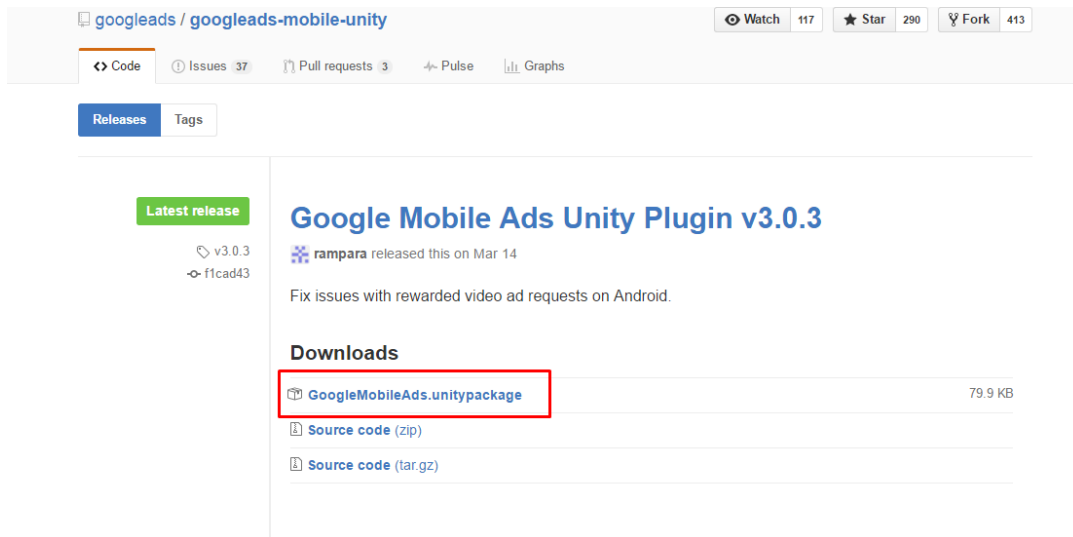 googleads / googleads-mobile-unity Watch 117 Star 290 Fork 413
Code Issues 37 Pull requests 3 Pulse Graphs
Releases Tags
Latest release
v3.0.3
f1cad43
Google Mobile Ads Unity Plugin v3.0.3
rampara released this on Mar 14
Fix issues with rewarded video ad requests on Android.
Downloads
GoogleMobileAds.unitypackage 79.9 KB
Source code (zip)
Source code (tar.gz)